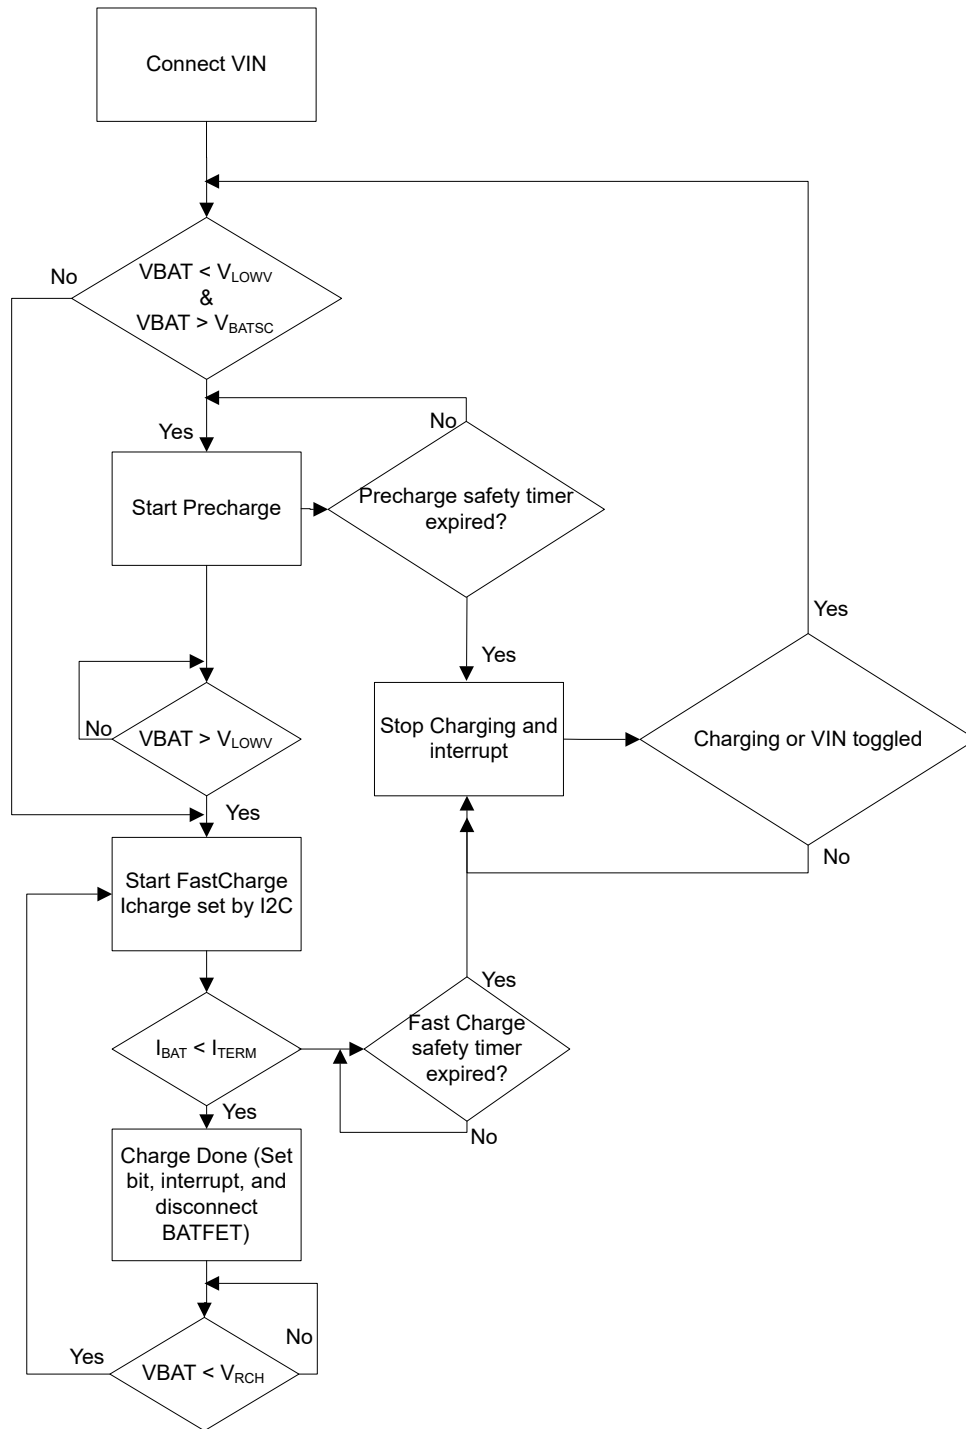 Connect VIN
No
VBAT < VLOWV
&
VBAT > VBATSC
No
Yes
Start Precharge
Precharge safety timer
expired?
Yes
Yes
Stop Charging and
interrupt
Charging or VIN toggled
No
VBAT > VLOWV
Yes
No
Start FastCharge
Icharge set by I2C
Yes
Fast Charge
safety timer
expired?
IBAT < ITERM
Yes
No
Charge Done (Set
bit, interrupt, and
disconnect
BATFET)
No
Yes
VBAT < VRCH